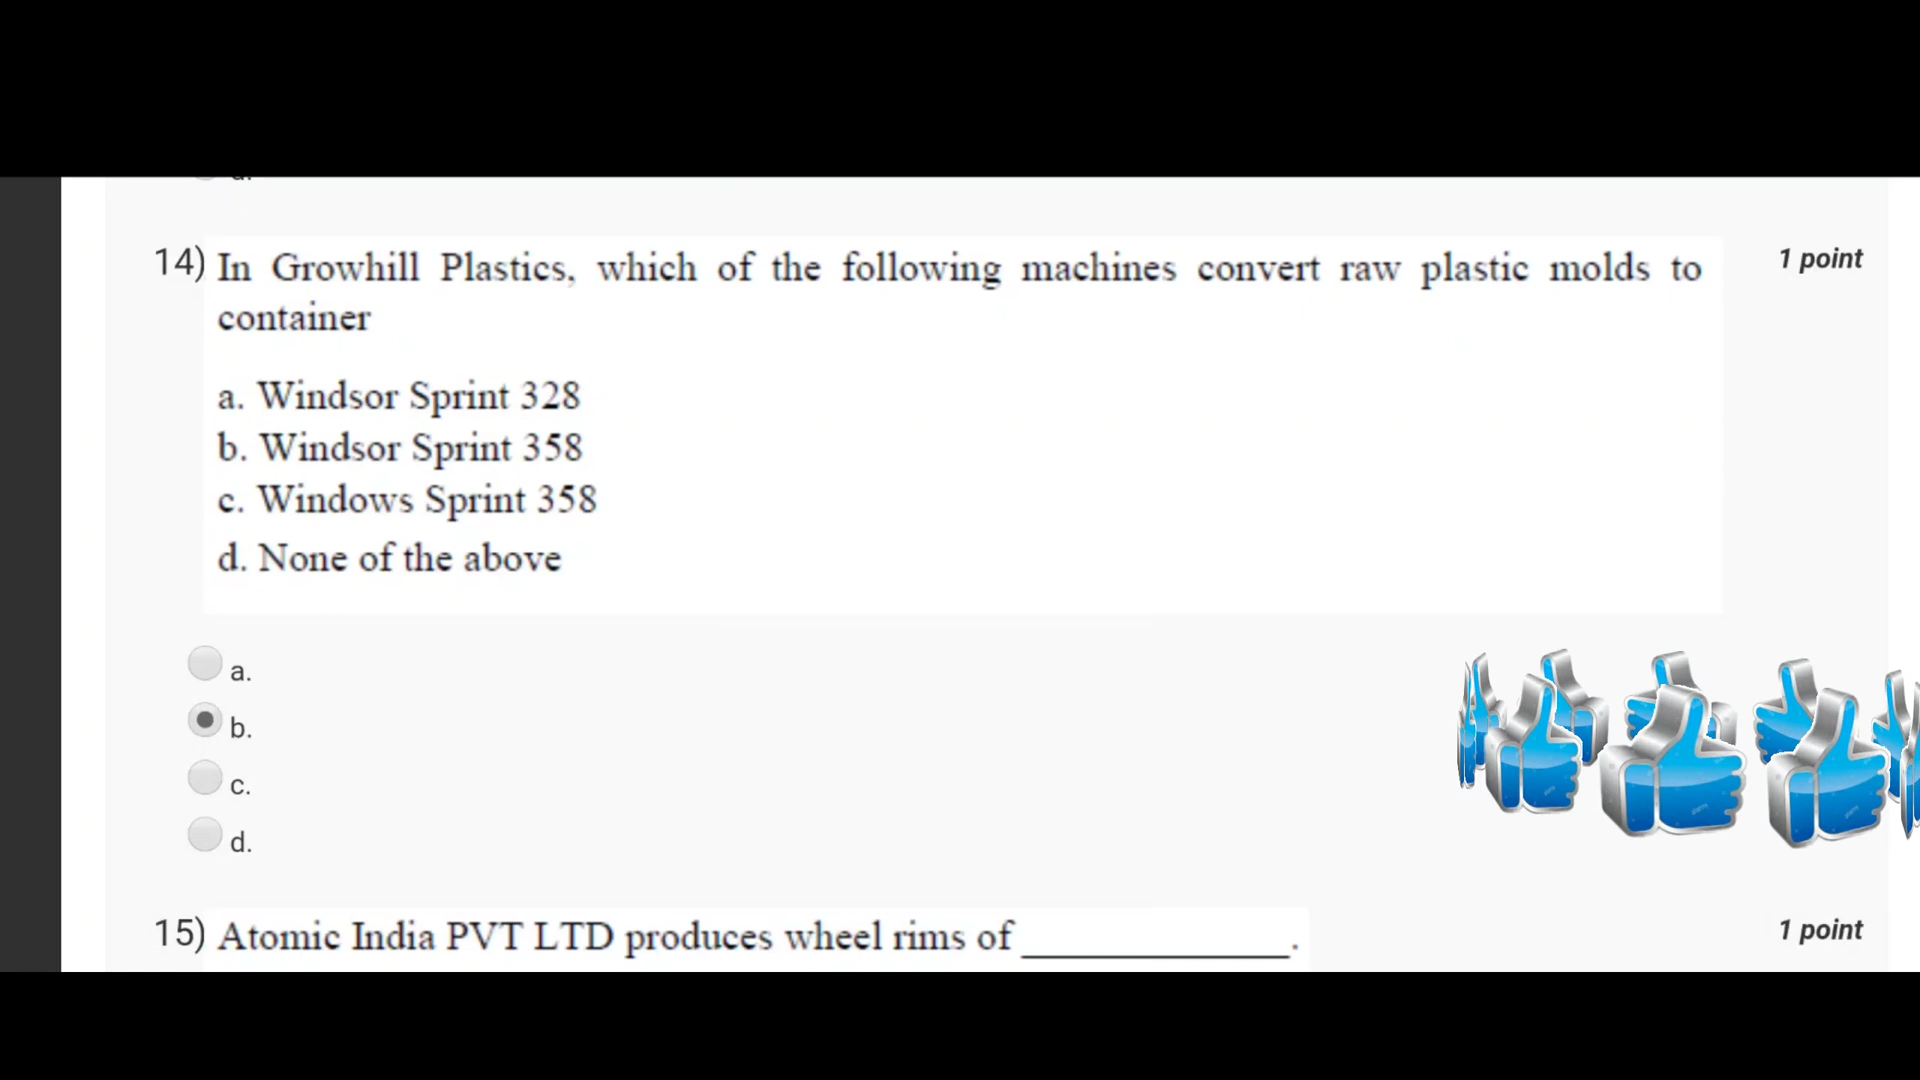 14) In Growhill Plastics, which of the following machines convert raw plastic molds to 1 point
container
a. Windsor Sprint 328
b. Windsor Sprint 358
c. Windows Sprint 358
d. None of the above
a.
b.
c.
d.
15) Atomic India PVT LTD produces wheel rims of ____________. 1 point